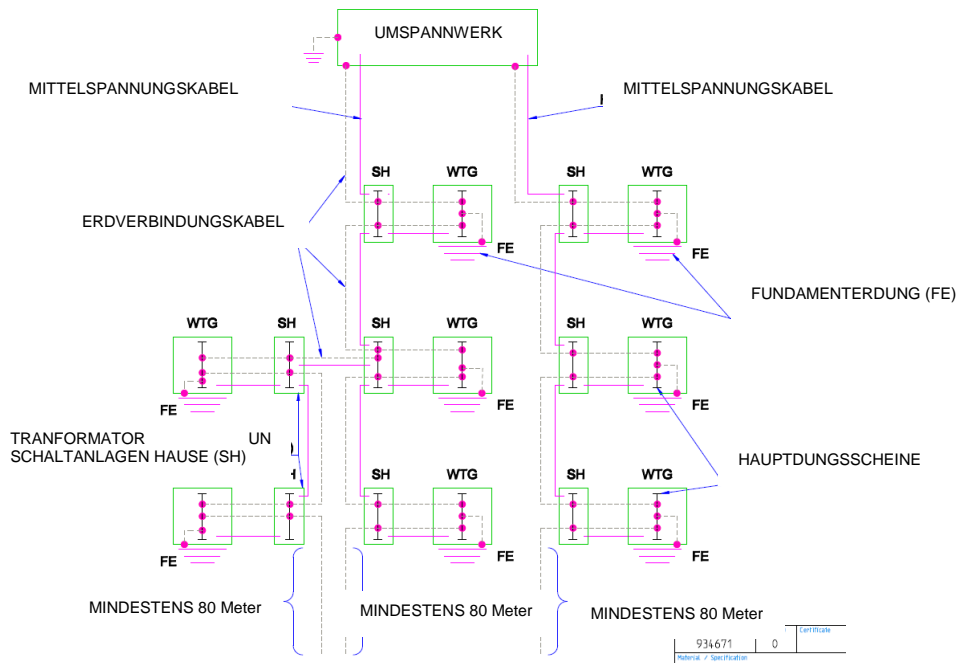 UMSPANNWERK
MITTELSPANNUNGSKABEL
MITTELSPANNUNGSKABEL
SH WTG SH WTG
ERDVERBINDUNGSKABEL
FE FE
FUNDAMENTERDUNG (FE)
WTG SH SH WTG SH WTG
FE FE FE
TRANFORMATOR UN
SCHALTANLAGEN HAUSE (SH)
HAUPTDUNGSSCHEINE
SH WTG SH WTG
FE FE FE
MINDESTENS 80 Meter MINDESTENS 80 Meter MINDESTENS 80 Meter
Certificate
934671 0
Material / Specification